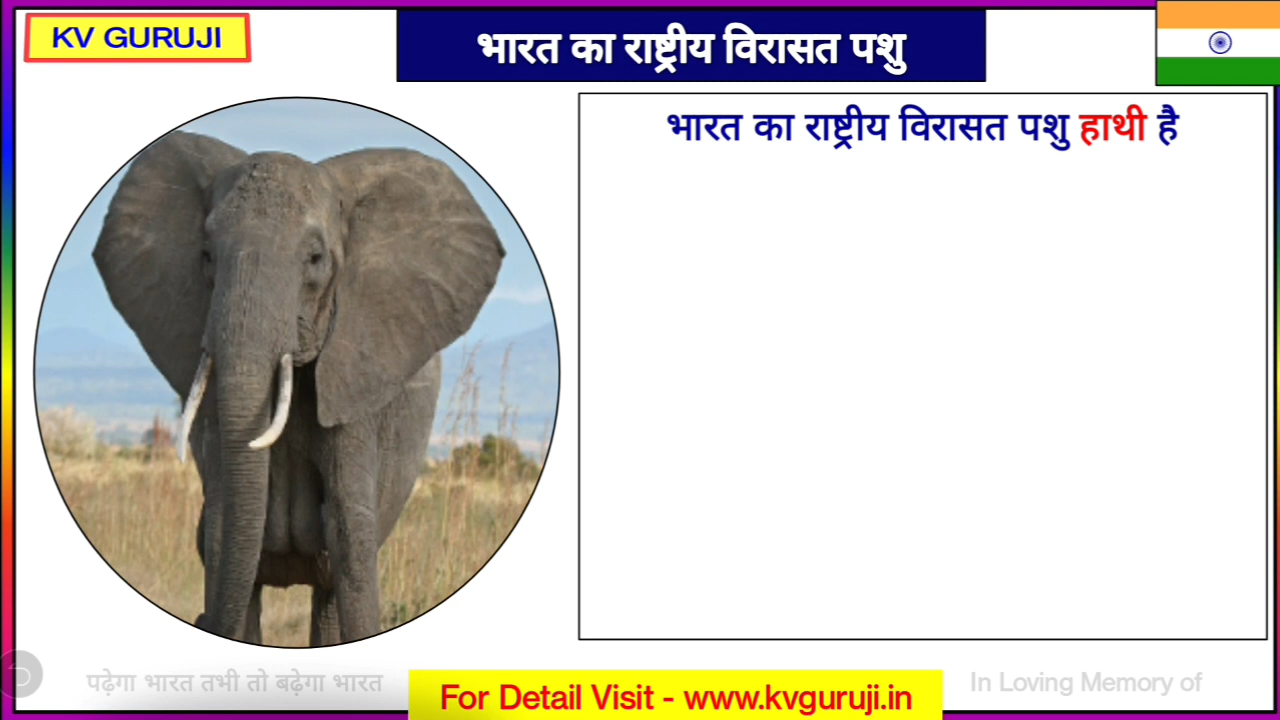 KV GURUJI
भारत का राष्ट्रीय विरासत पशु
भारत का राष्ट्रीय विरासत पशु हाथी है
पढ़ेगा भारत तभी तो बढ़ेगा भारत
For Detail Visit - www.kvguruji.in
In Loving Memory of